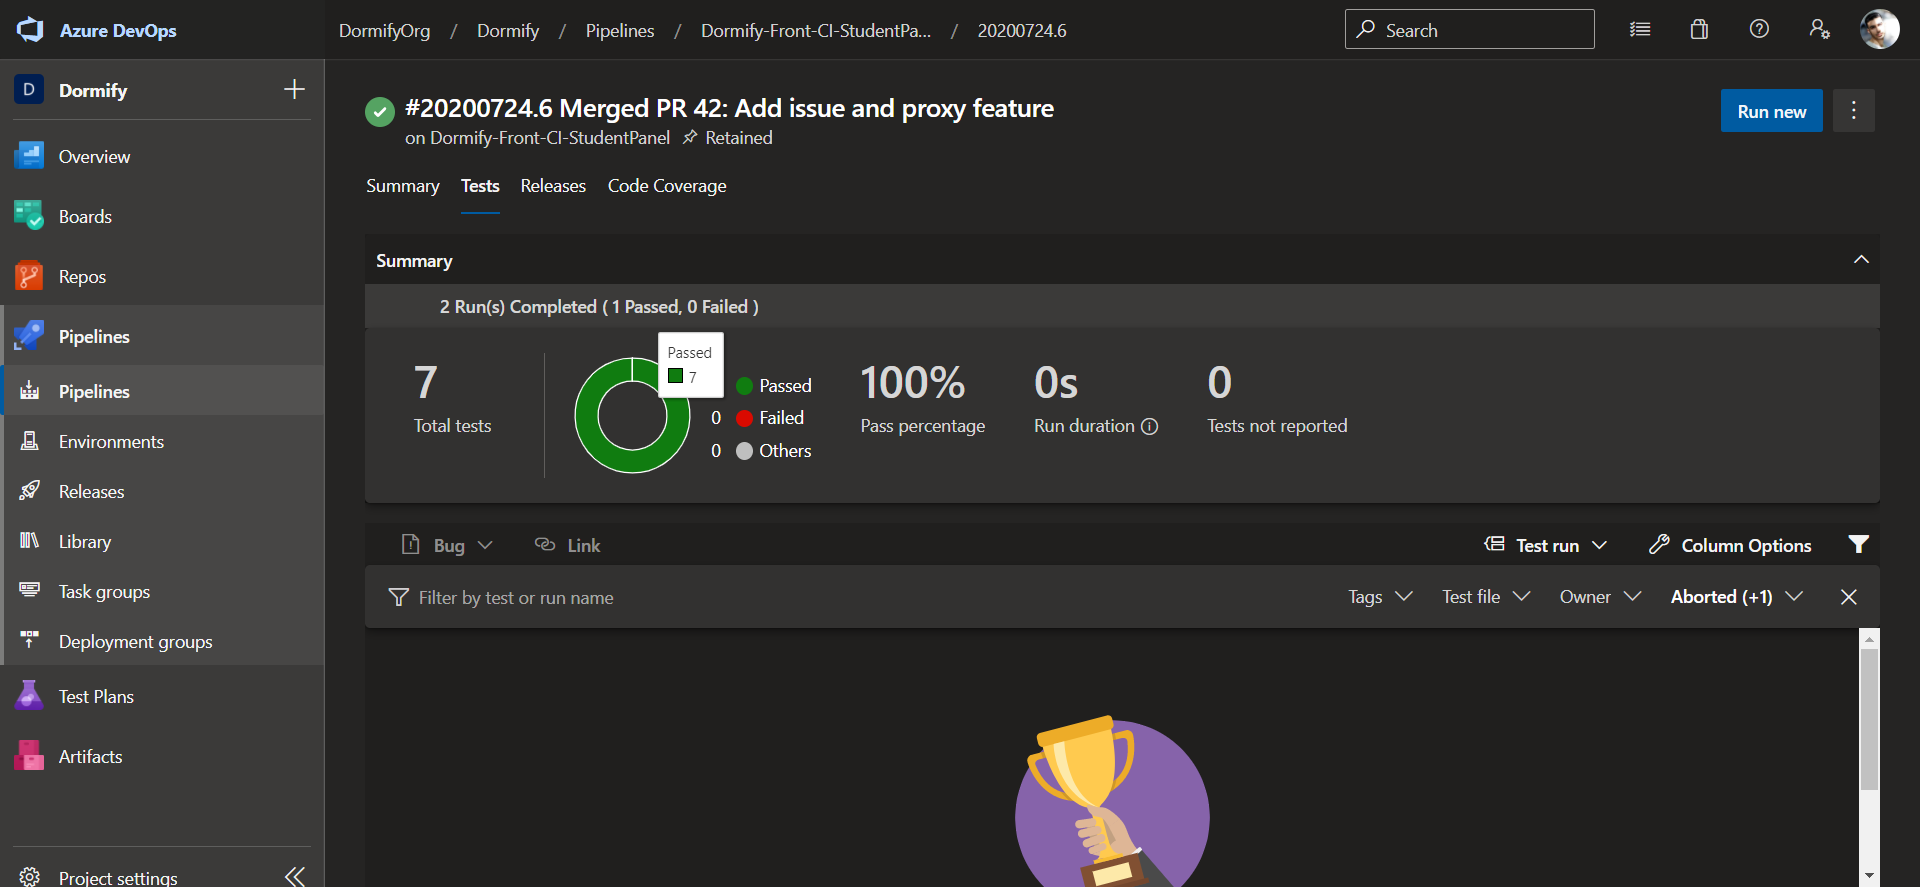 Azure DevOps
DormifyOrg / Dormify / Pipelines / Dormify-Front-CI-StudentPa... / 20200724.6
Search
D Dormify
Overview
Boards
Repos
Pipelines
Pipelines
Environments
Releases
Library
Task groups
Deployment groups
Test Plans
Artifacts
Project settings
#20200724.6 Merged PR 42: Add issue and proxy feature
on Dormify-Front-CI-StudentPanel Retained
Run new
Summary Tests Releases Code Coverage
Summary
2 Run(s) Completed ( 1 Passed, 0 Failed )
7
Total tests
Passed
7
Passed
0 Failed
0 Others
100%
Pass percentage
0s
Run duration
0
Tests not reported
Bug Link
Test run Column Options
Filter by test or run name
Tags Test file Owner Aborted (+1)